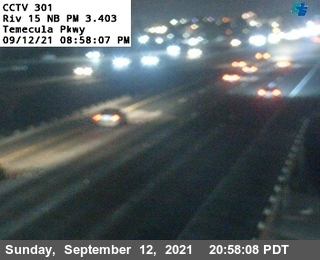 CCTV 301
Riv 15 NB PM 3.403
Temecula Pkwy
09/12/21 08:58:07 PM
Sunday, September 12, 2021 20:58:08 PDT